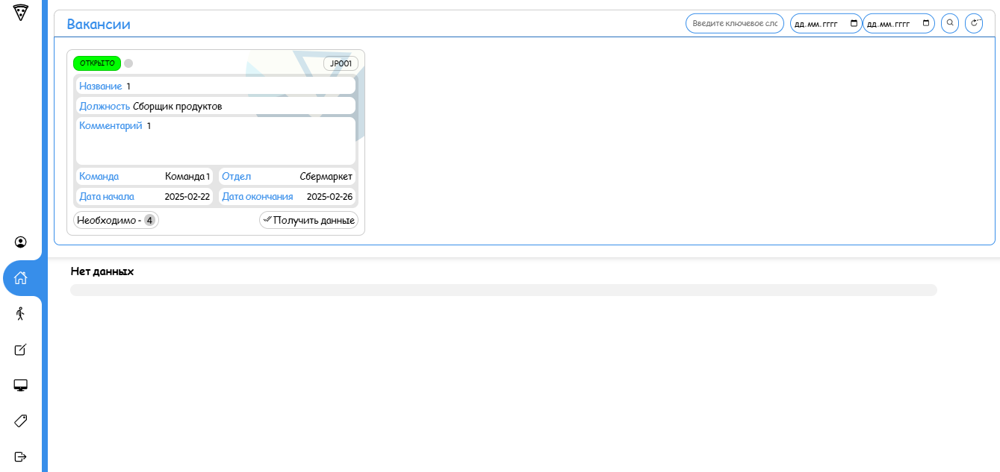 Вакансии
Введите ключевое сло
дд.мм.гггг дд.мм.гггг
ОТКРЫТО
JP001
Название 1
Должность Сборщик продуктов
Комментарий 1
Команда Команда 1 Отдел Сбермаркет
Дата начала 2025-02-22 Дата окончания 2025-02-26
Необходимо - 4
Получить данные
Нет данных